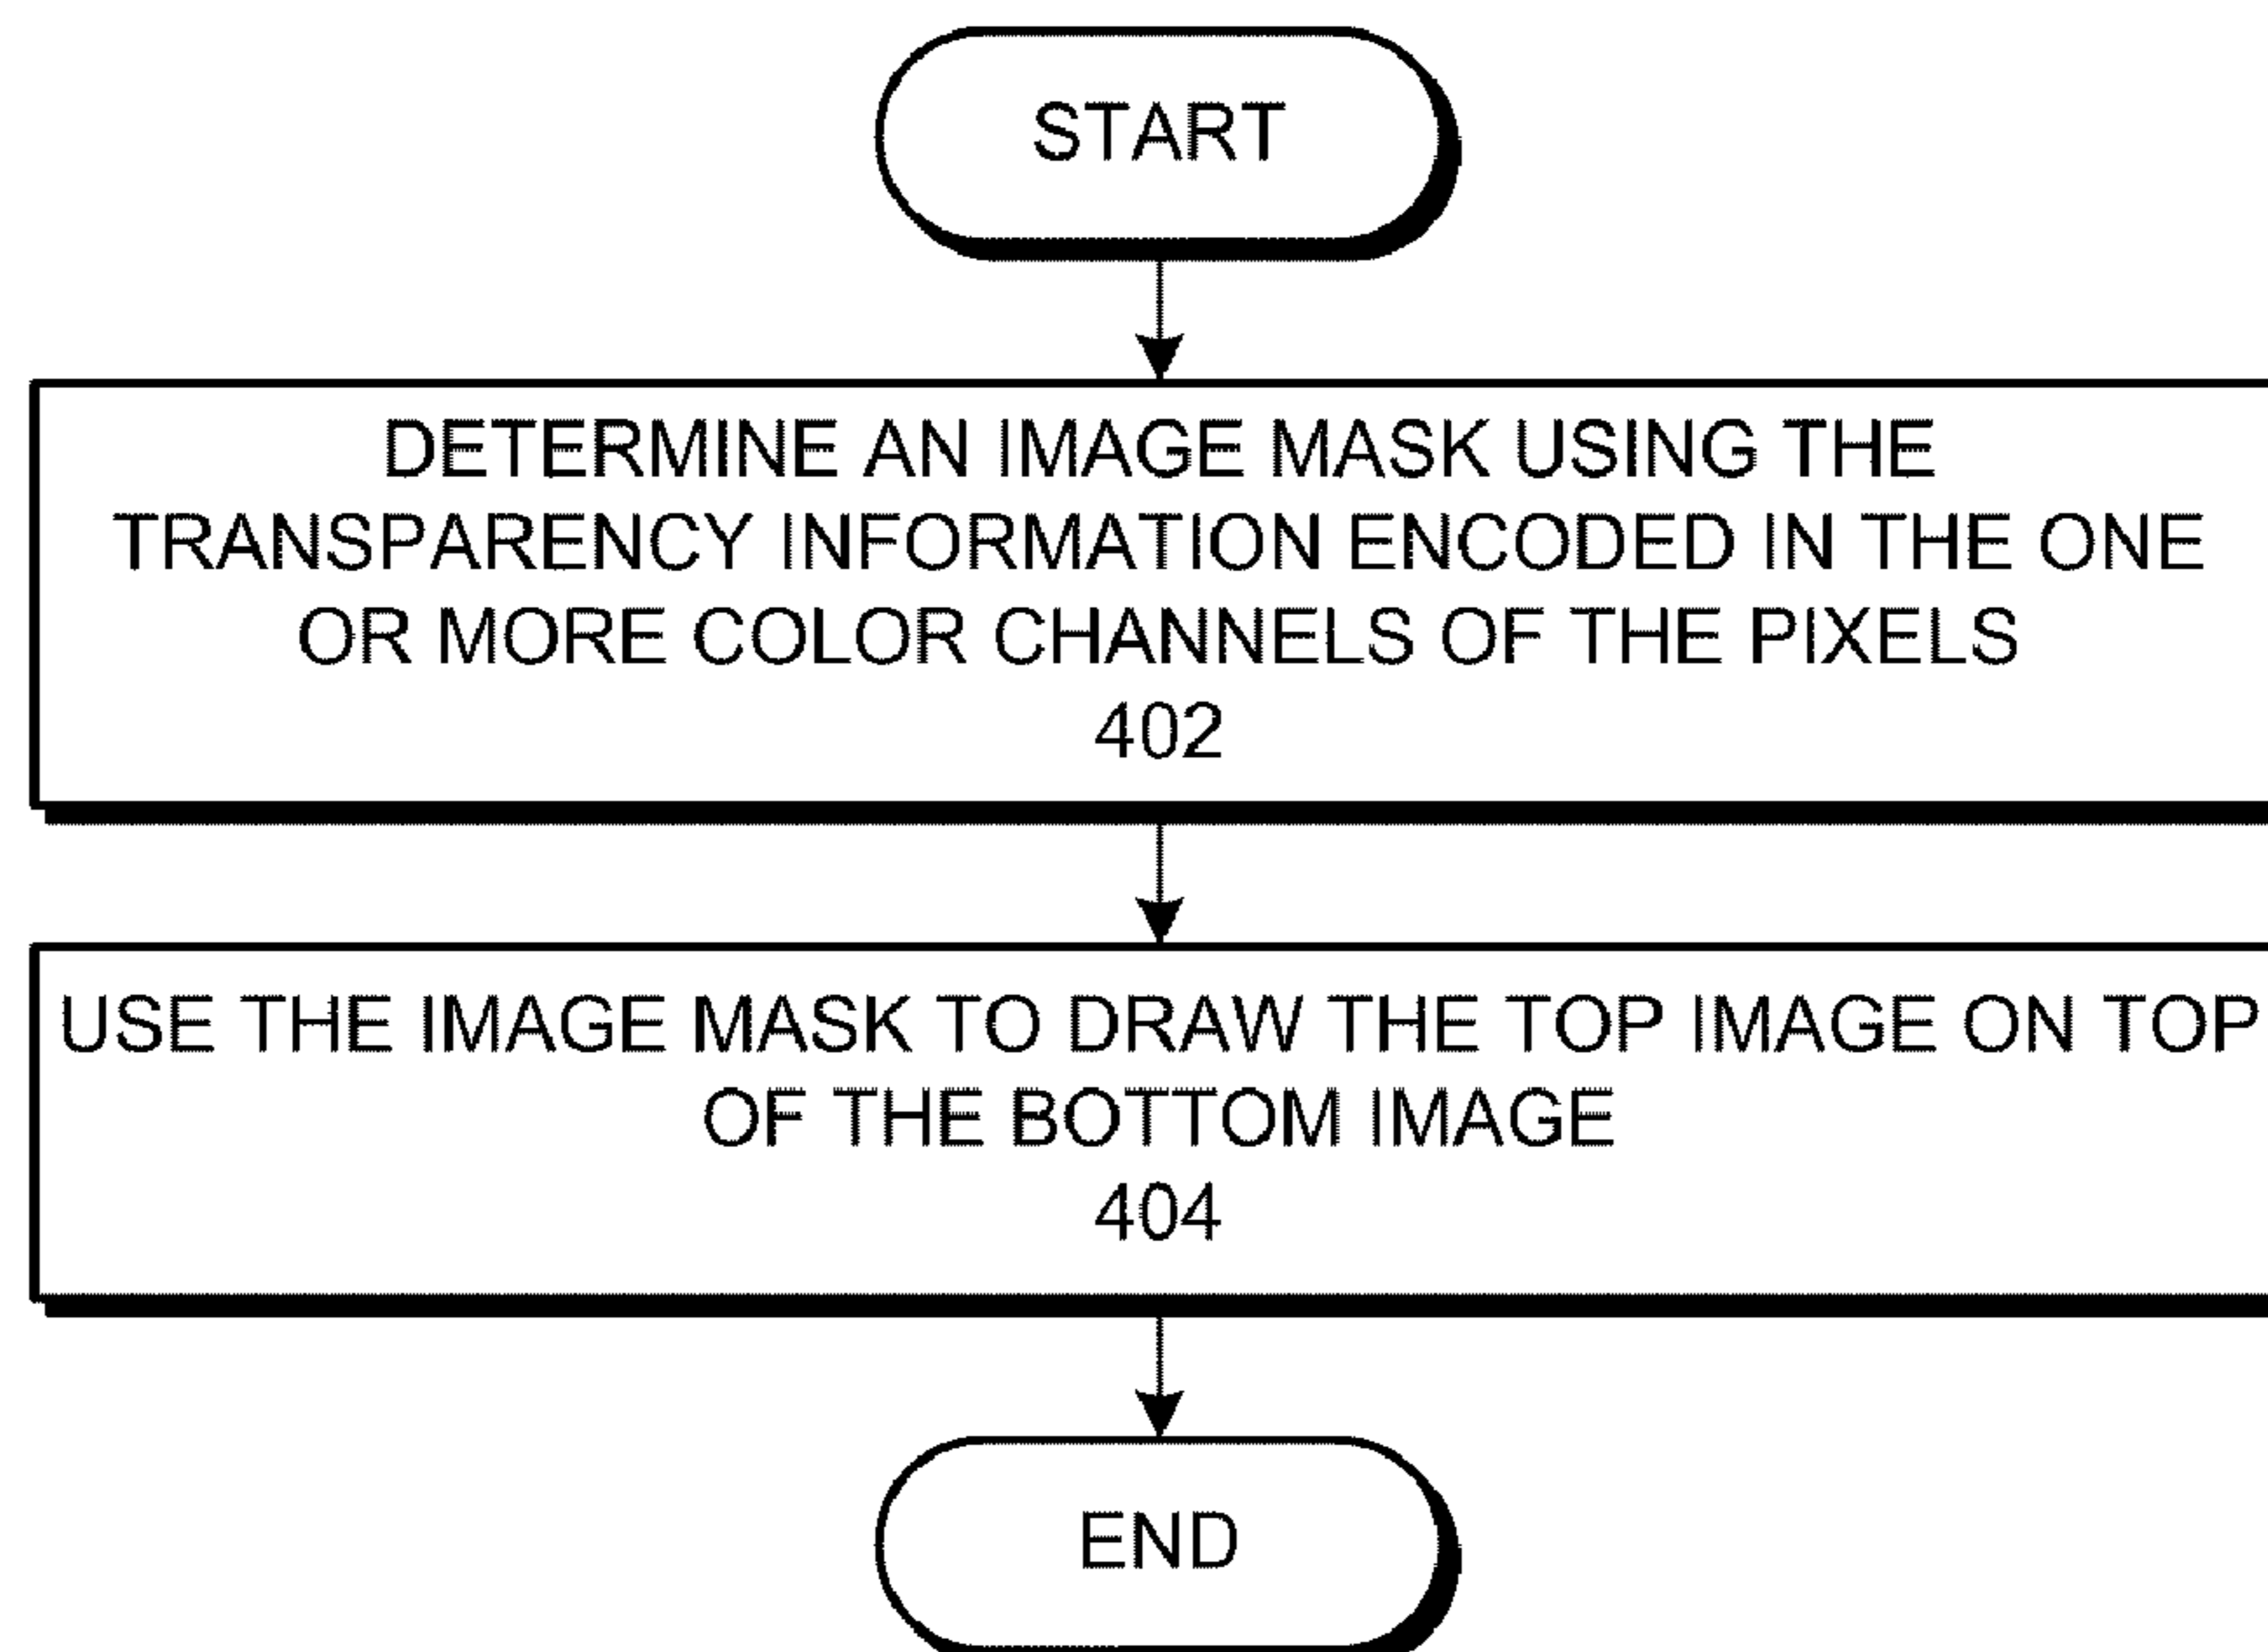 START
DETERMINE AN IMAGE MASK USING THE
TRANSPARENCY INFORMATION ENCODED IN THE ONE
OR MORE COLOR CHANNELS OF THE PIXELS
402
USE THE IMAGE MASK TO DRAW THE TOP IMAGE ON TOP
OF THE BOTTOM IMAGE
404
END